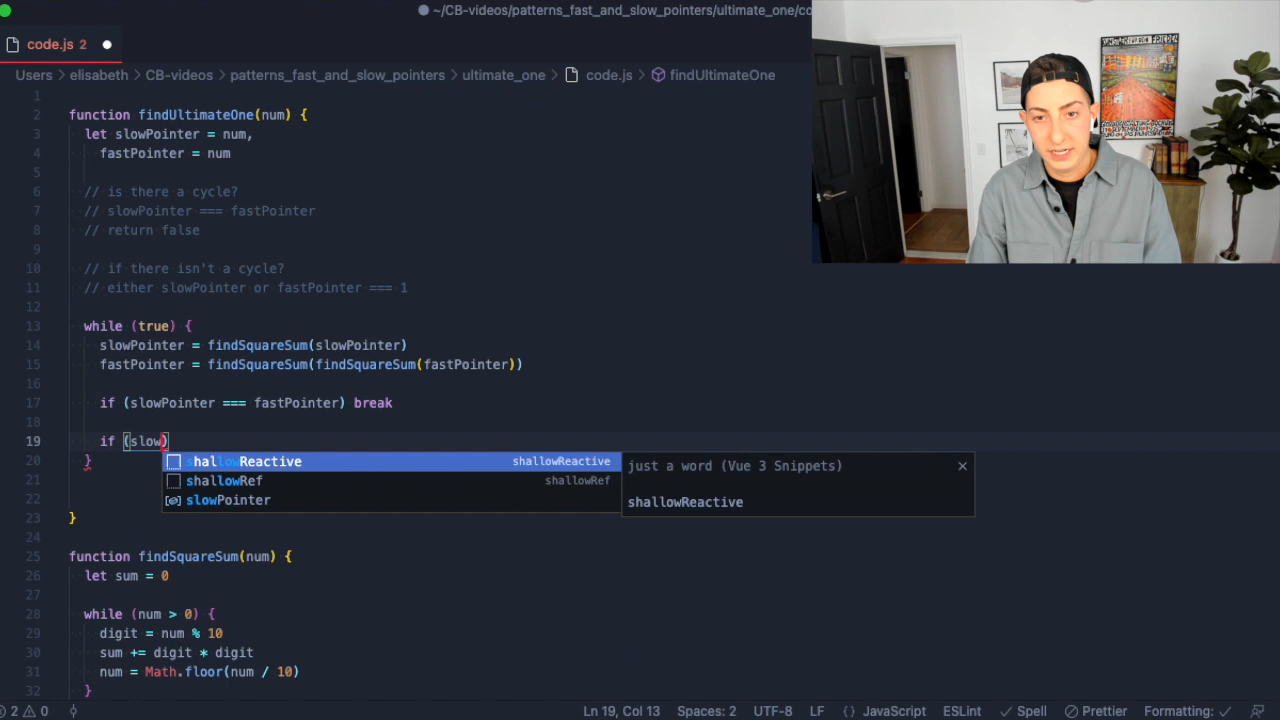 ~/CB-videos/patterns_fast_and_slow_pointers/ultimate_one/co
code.js 2
Users > elisabeth > CB-videos > patterns_fast_and_slow_pointers > ultimate_one > code.js > findUltimateOne
1
2 function findUltimateOne(num) {
3 let slowPointer = num,
4 fastPointer = num
5
6 // is there a cycle?
7 // slowPointer === fastPointer
8 // return false
9
10 // if there isn't a cycle?
11 // either slowPointer or fastPointer === 1
12
13 while (true) {
14 slowPointer = findSquareSum(slowPointer)
15 fastPointer = findSquareSum(findSquareSum(fastPointer))
16
17 if (slowPointer === fastPointer) break
18
19 if (slow)
20 }
shallowReactive shallowReactive
shallowRef shallowRef
slowPointer
just a word (Vue 3 Snippets)
shallowReactive
21
22
23 }
24
25 function findSquareSum(num) {
26 let sum = 0
27
28 while (num > 0) {
29 digit = num % 10
30 sum += digit * digit
31 num = Math.floor(num / 10)
32 }
2 0 Ln 19, Col 13 Spaces: 2 UTF-8 LF {} JavaScript ESLint Spell Prettier Formatting: